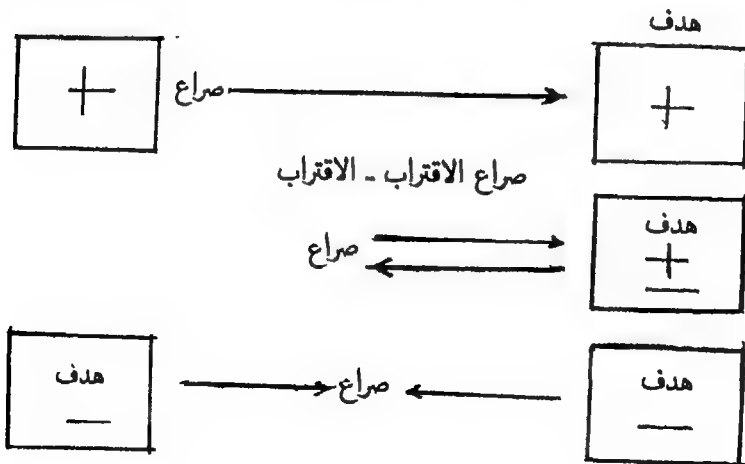 هدف
+ صراع +
صراع الاقتراب - الاقتراب
هدف
صراع
+
—
هدف صراع هدف
— —